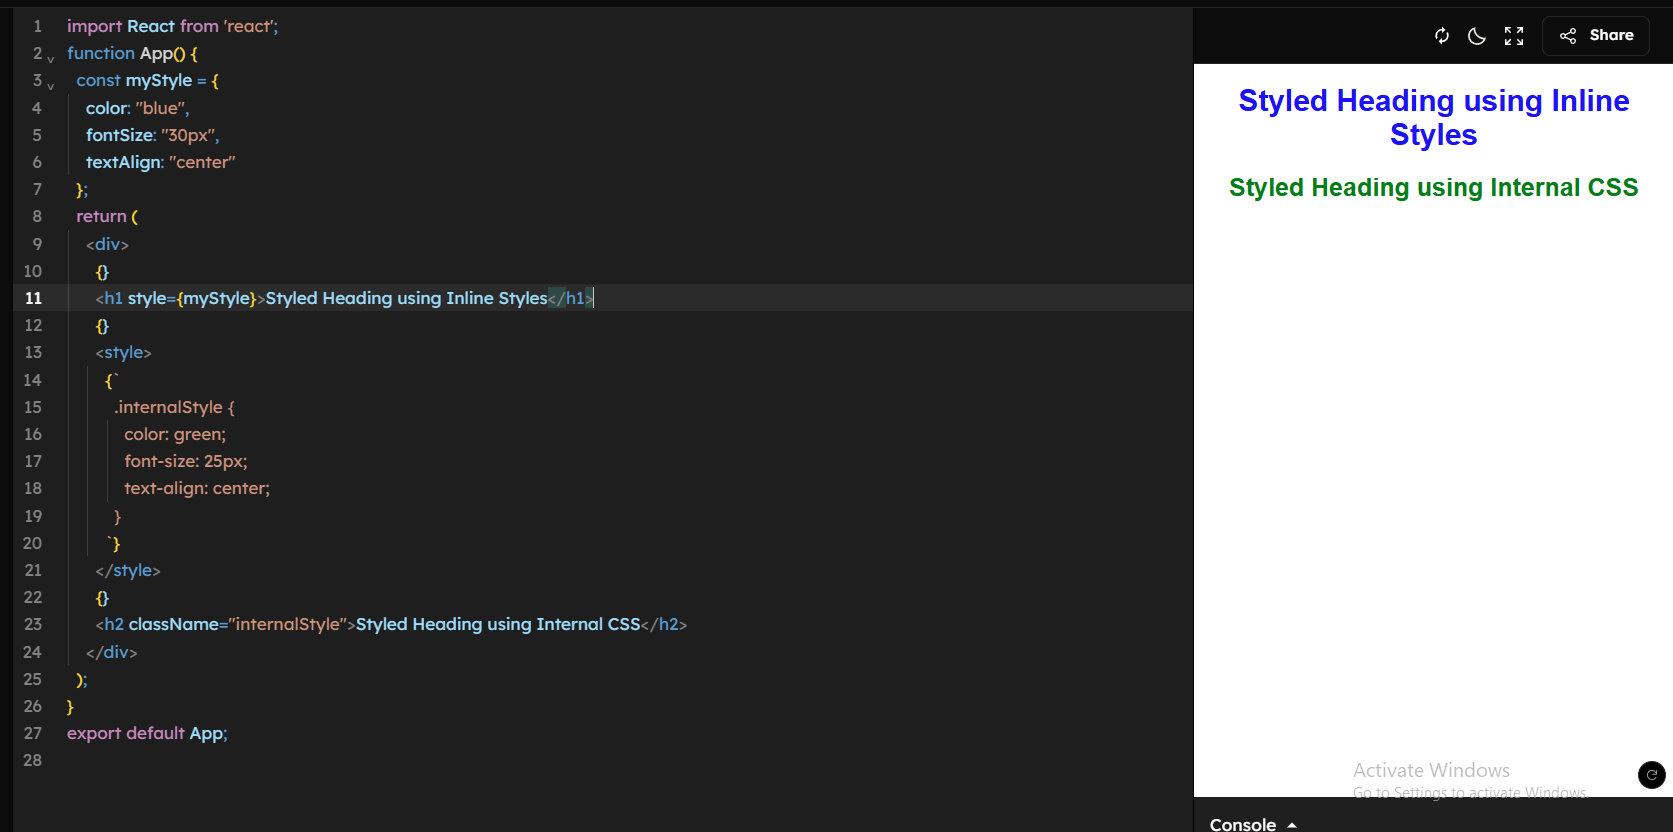 1 import React from 'react';
2 function App() {
3 const myStyle = {
4 color: "blue",
5 fontSize: "30px",
6 textAlign: "center"
7 };
8 return (
9 <div>
10 {}
11 <h1 style={myStyle}>Styled Heading using Inline Styles</h1>
12 {}
13 <style>
14 {`
15 .internalStyle {
16 color: green;
17 font-size: 25px;
18 text-align: center;
19 }
20 `}
21 </style>
22 {}
23 <h2 className="internalStyle">Styled Heading using Internal CSS</h2>
24 </div>
25 );
26 }
27 export default App;
28
Share
Styled Heading using Inline
Styles
Styled Heading using Internal CSS
Activate Windows
Go to Settings to activate Windows.
Console